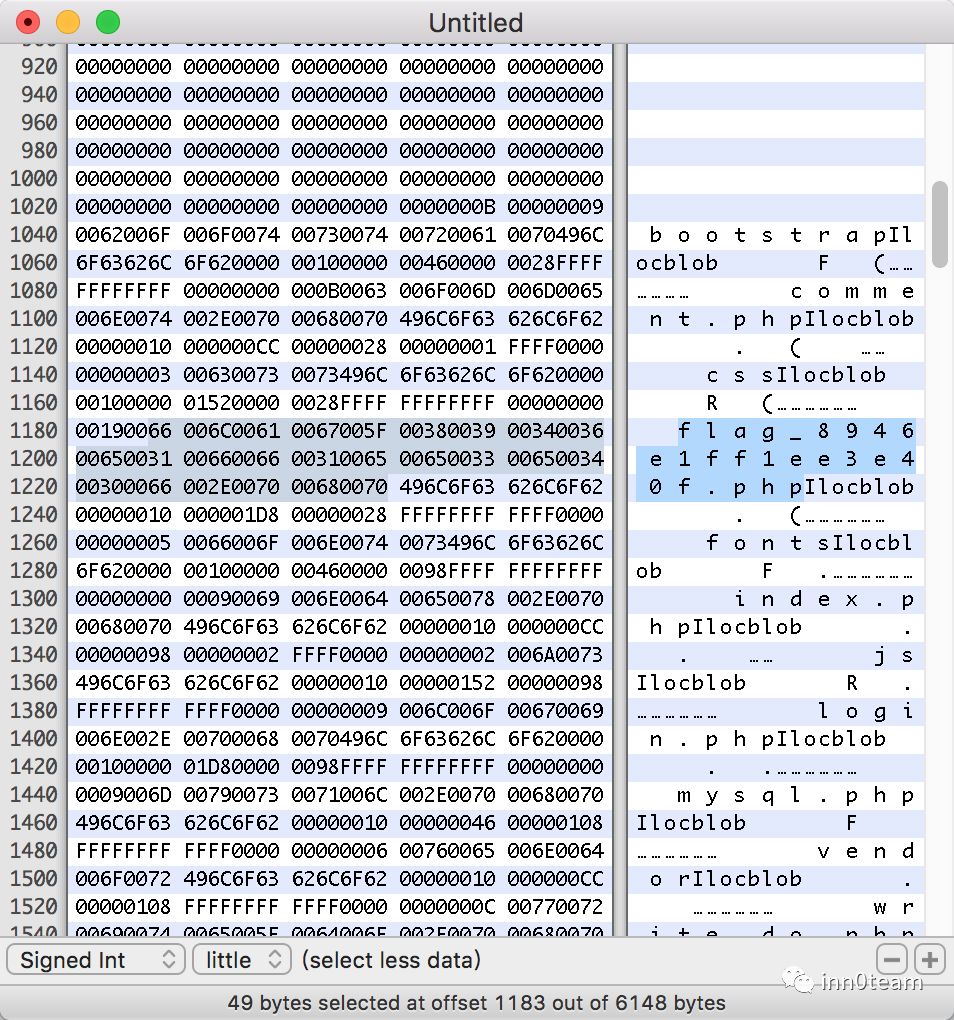 Untitled
920 00000000 00000000 00000000 00000000 00000000
940 00000000 00000000 00000000 00000000 00000000
960 00000000 00000000 00000000 00000000 00000000
980 00000000 00000000 00000000 00000000 00000000
1000 00000000 00000000 00000000 00000000 00000000
1020 00000000 00000000 00000000 0000000B 00000009
1040 0062006F 006F0074 00730074 00720061 0070496C b o o t s t r a pIl
1060 6F63626C 6F620000 00100000 00460000 0028FFFF ocblob F (……
1080 FFFFFFFF 00000000 000B0063 006F006D 006D0065 ………… c o m m e
1100 006E0074 002E0070 00680070 496C6F63 626C6F62 n t . p h pIlocblob
1120 00000010 000000CC 00000028 00000001 FFFF0000 . ( ……
1140 00000003 00630073 0073496C 6F63626C 6F620000 c s sIlocblob
1160 00100000 01520000 0028FFFF FFFFFFFF 00000000 R (………………
1180 00190066 006C0061 0067005F 00380039 00340036 f l a g _ 8 9 4 6
1200 00650031 00660066 00310065 00650033 00650034 e 1 f f 1 e e 3 e 4
1220 00300066 002E0070 00680070 496C6F63 626C6F62 0 f . p h pIlocblob
1240 00000010 000001D8 00000028 FFFFFFFF FFFF0000 . (………………
1260 00000005 0066006F 006E0074 0073496C 6F63626C f o n t sIlocbl
1280 6F620000 00100000 00460000 0098FFFF FFFFFFFF ob F .………………
1300 00000000 00090069 006E0064 00650078 002E0070 i n d e x . p
1320 00680070 496C6F63 626C6F62 00000010 000000CC h pIlocblob .
1340 00000098 00000002 FFFF0000 00000002 006A0073 . …… j s
1360 496C6F63 626C6F62 00000010 00000152 00000098 Ilocblob R .
1380 FFFFFFFF FFFF0000 00000009 006C006F 00670069 ……………… l o g i
1400 006E002E 00700068 0070496C 6F63626C 6F620000 n . p h pIlocblob
1420 00100000 01D80000 0098FFFF FFFFFFFF 00000000 . .………………
1440 0009006D 00790073 0071006C 002E0070 00680070 m y s q l . p h p
1460 496C6F63 626C6F62 00000010 00000046 00000108 Ilocblob F
1480 FFFFFFFF FFFF0000 00000006 00760065 006E0064 ……………… v e n d
1500 006F0072 496C6F63 626C6F62 00000010 000000CC o rIlocblob .
1520 00000108 FFFFFFFF FFFF0000 0000000C 00770072 ……………… w r
1540 00690074 0065005F 0064006F 002E0070 00680070 i t e _ d o . p h p
Signed Int little (select less data)
inn0team
49 bytes selected at offset 1183 out of 6148 bytes